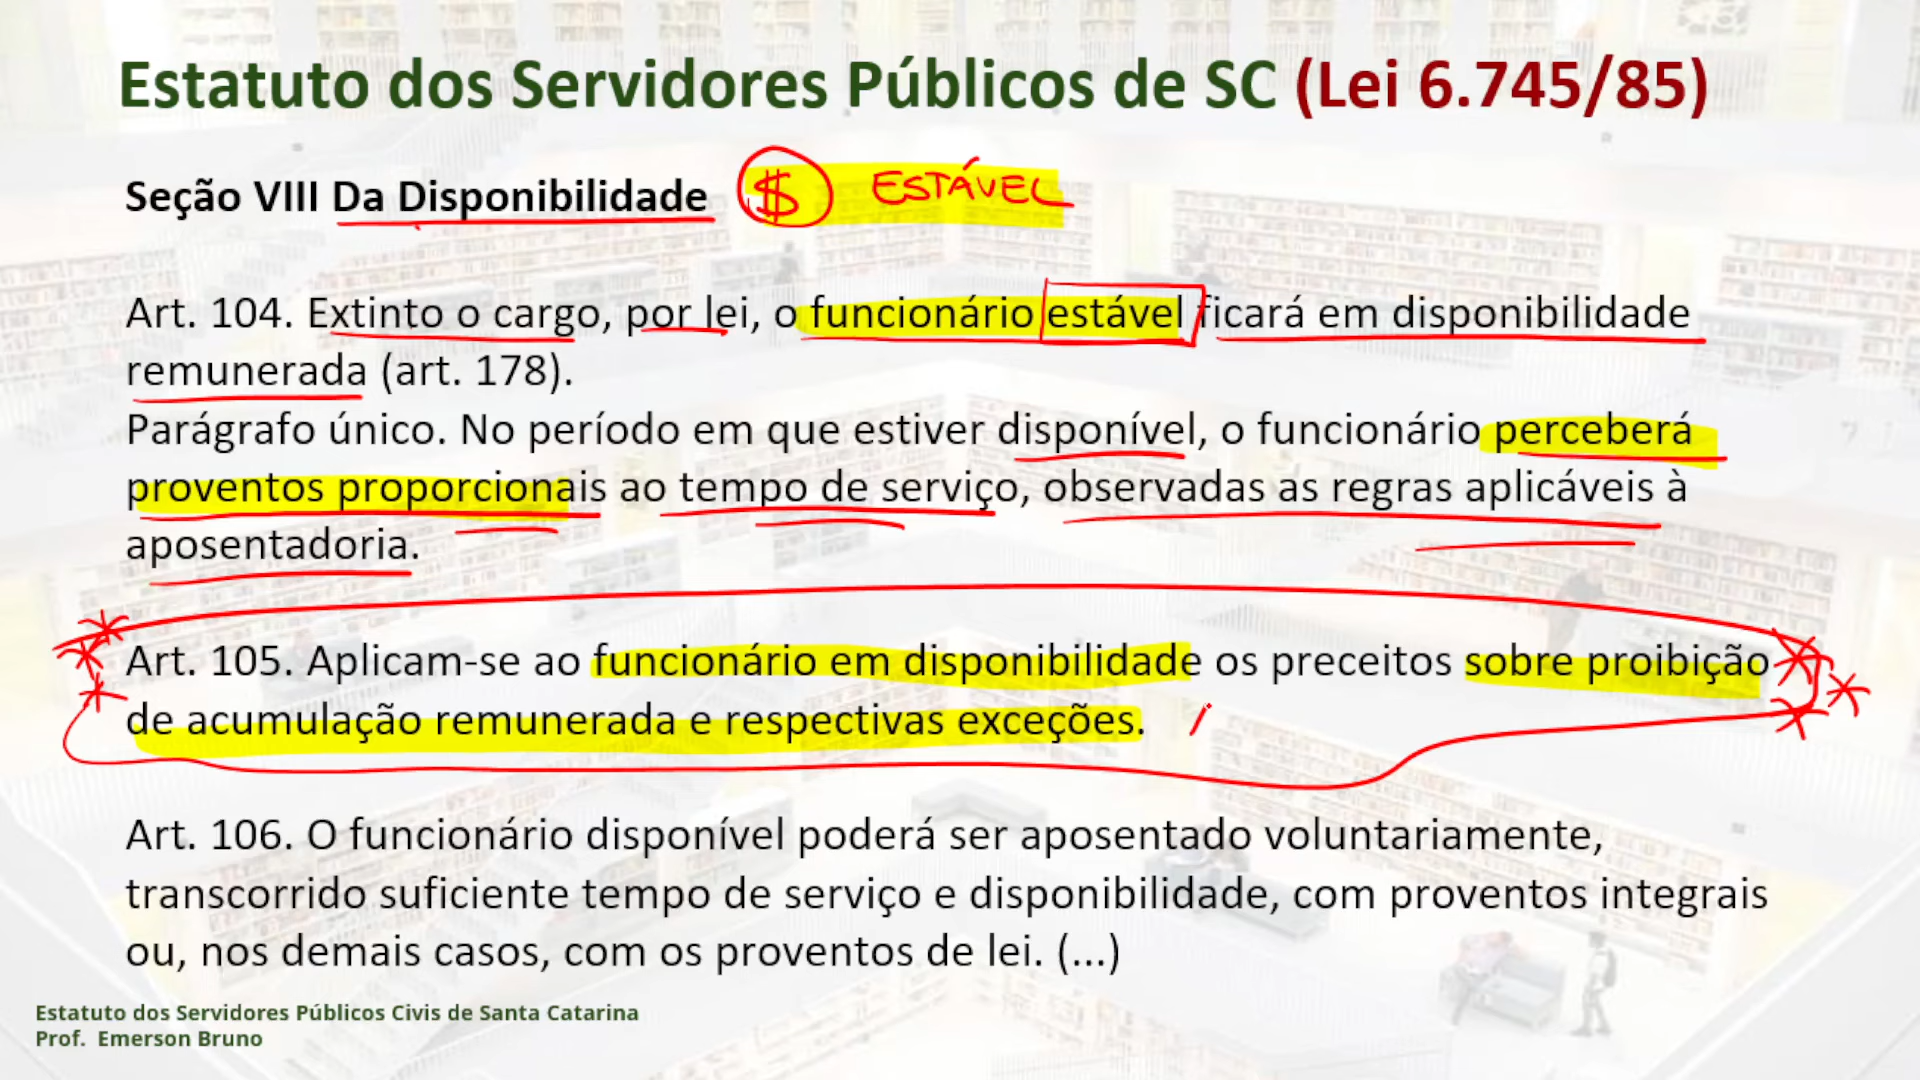 Estatuto dos Servidores Públicos de SC (Lei 6.745/85)
Seção VIII Da Disponibilidade $ ESTÁVEL
Art. 104. Extinto o cargo, por lei, o funcionário estável ficará em disponibilidade
remunerada (art. 178).
Parágrafo único. No período em que estiver disponível, o funcionário perceberá
proventos proporcionais ao tempo de serviço, observadas as regras aplicáveis à
aposentadoria.
Art. 105. Aplicam-se ao funcionário em disponibilidade os preceitos sobre proibição
de acumulação remunerada e respectivas exceções.
Art. 106. O funcionário disponível poderá ser aposentado voluntariamente,
transcorrido suficiente tempo de serviço e disponibilidade, com proventos integrais
ou, nos demais casos, com os proventos de lei. (...)
Estatuto dos Servidores Públicos Civis de Santa Catarina
Prof. Emerson Bruno